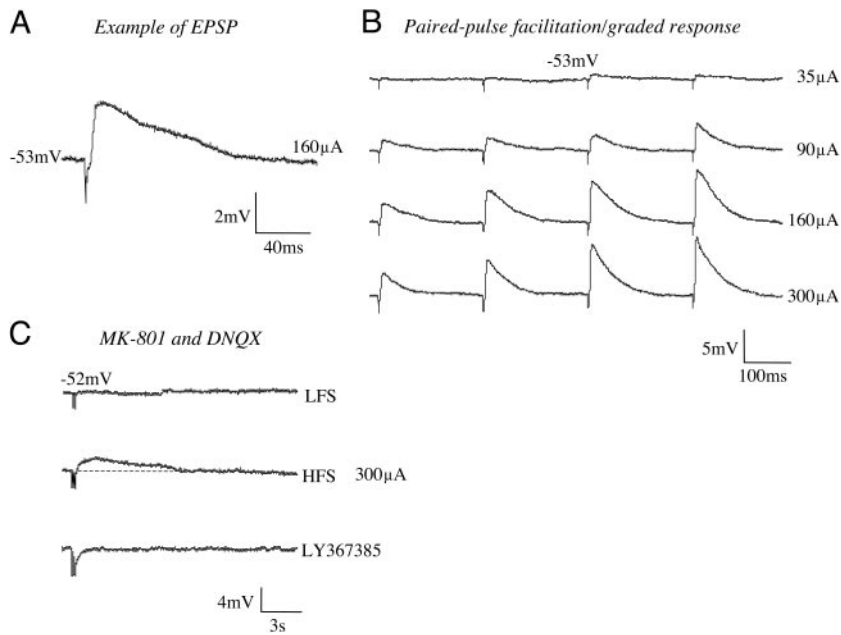 A
Example of EPSP
-53mV
160μA
2mV
40ms
B
Paired-pulse facilitation/graded response
-53mV
35μA
90μA
160μA
300μA
5mV
100ms
C
MK-801 and DNQX
-52mV
LFS
HFS 300μA
LY367385
4mV
3s